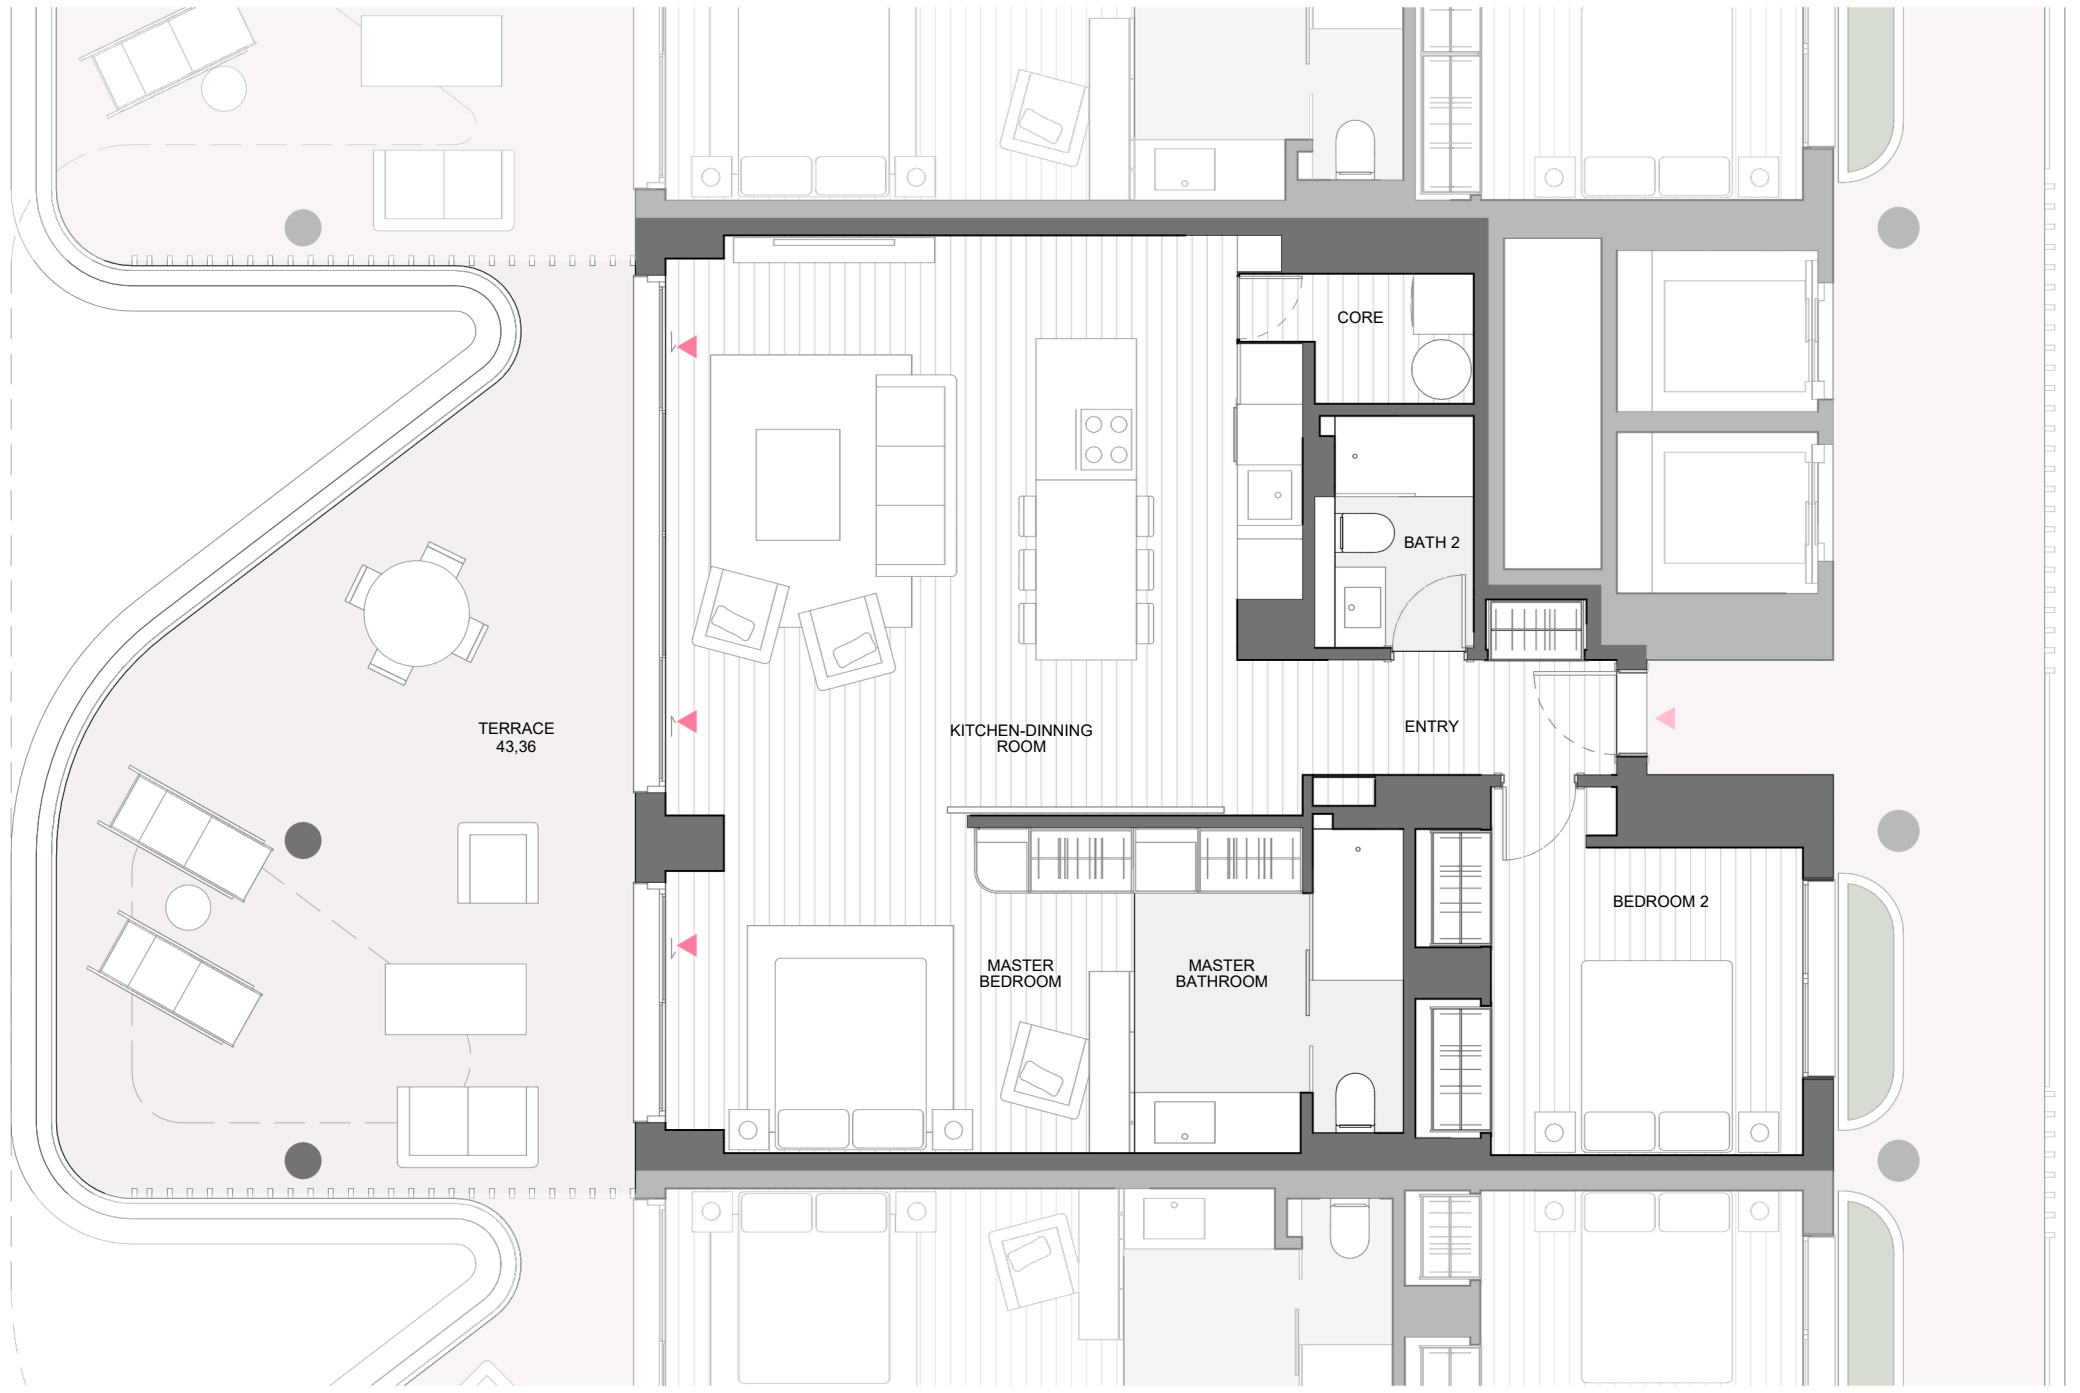 CORE
BATH 2
TERRACE
43,36
KITCHEN-DINNING
ROOM
ENTRY
BEDROOM 2
MASTER
BEDROOM
MASTER
BATHROOM